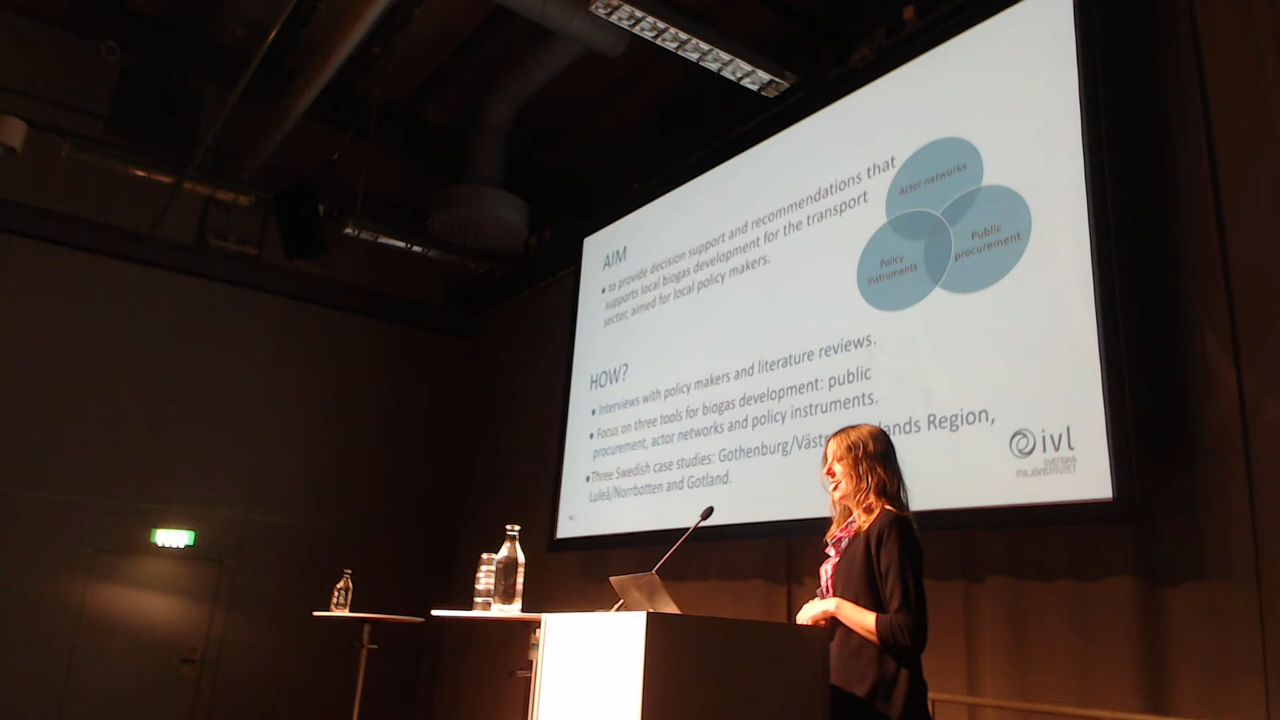 AIM
• to provide decision support and recommendations that
supports local biogas development for the transport
sector, aimed for local policy makers.
Actor networks
Policy
instruments
Public
procurement
HOW?
• Interviews with policy makers and literature reviews.
• Focus on three tools for biogas development: public
procurement, actor networks and policy instruments.
•Three Swedish case studies: Gothenburg/Väst lands Region,
Luleå/Norrbotten and Gotland.
ivl
SVENSKA
MILJÖINSTITUTET